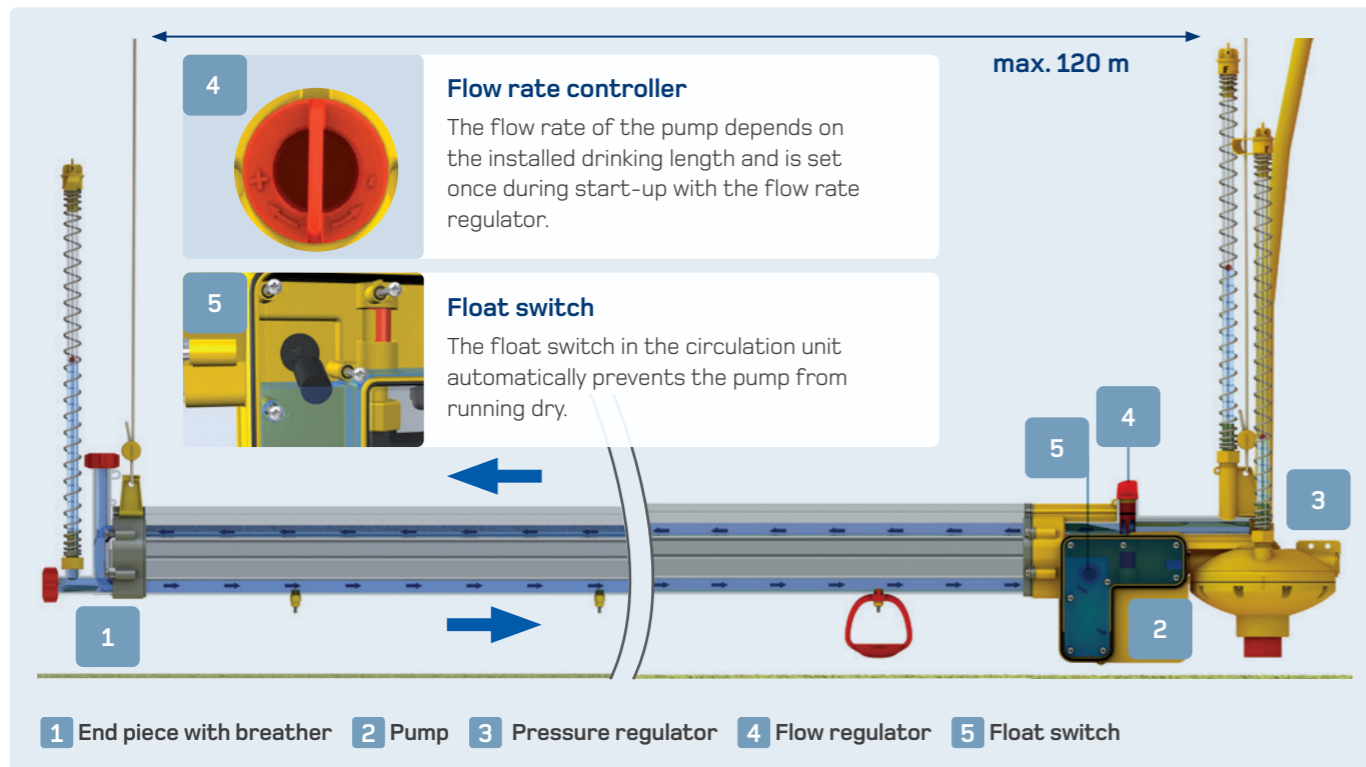 max. 120 m
4
Flow rate controller
The flow rate of the pump depends on
the installed drinking length and is set
once during start-up with the flow rate
regulator.
+
-
5
Float switch
The float switch in the circulation unit
automatically prevents the pump from
running dry.
4
5
3
1
2
1 End piece with breather 2 Pump 3 Pressure regulator 4 Flow regulator 5 Float switch